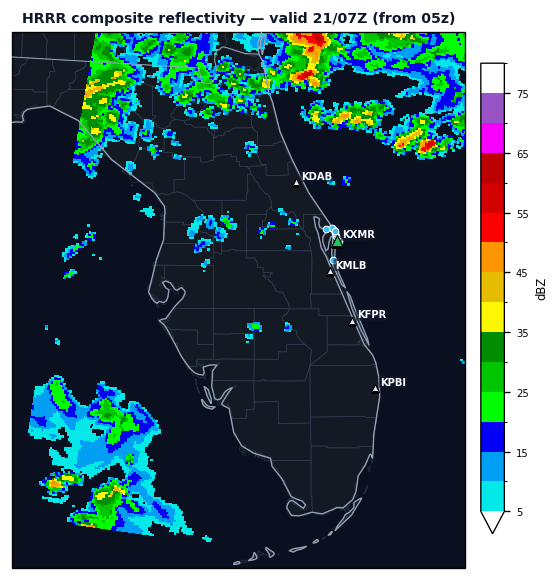 HRRR composite reflectivity — valid 21/07Z (from 05z)
75
65
55
45
35
25
15
5
dBZ
KDAB
KXMR
KMLB
KFPR
KPBI